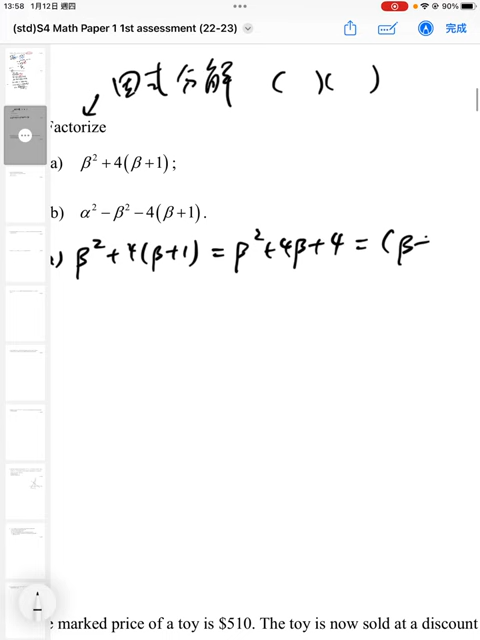 13:58 1月12日 週四 90%
(std)S4 Math Paper 1 1st assessment (22-23) 完成
因式分解 ( )( )
Factorize
a) β² + 4(β+1) ;
b) α² − β² − 4(β+1) .
) β² + 4(β+1) = β² + 4β + 4 = (β
e marked price of a toy is $510. The toy is now sold at a discount